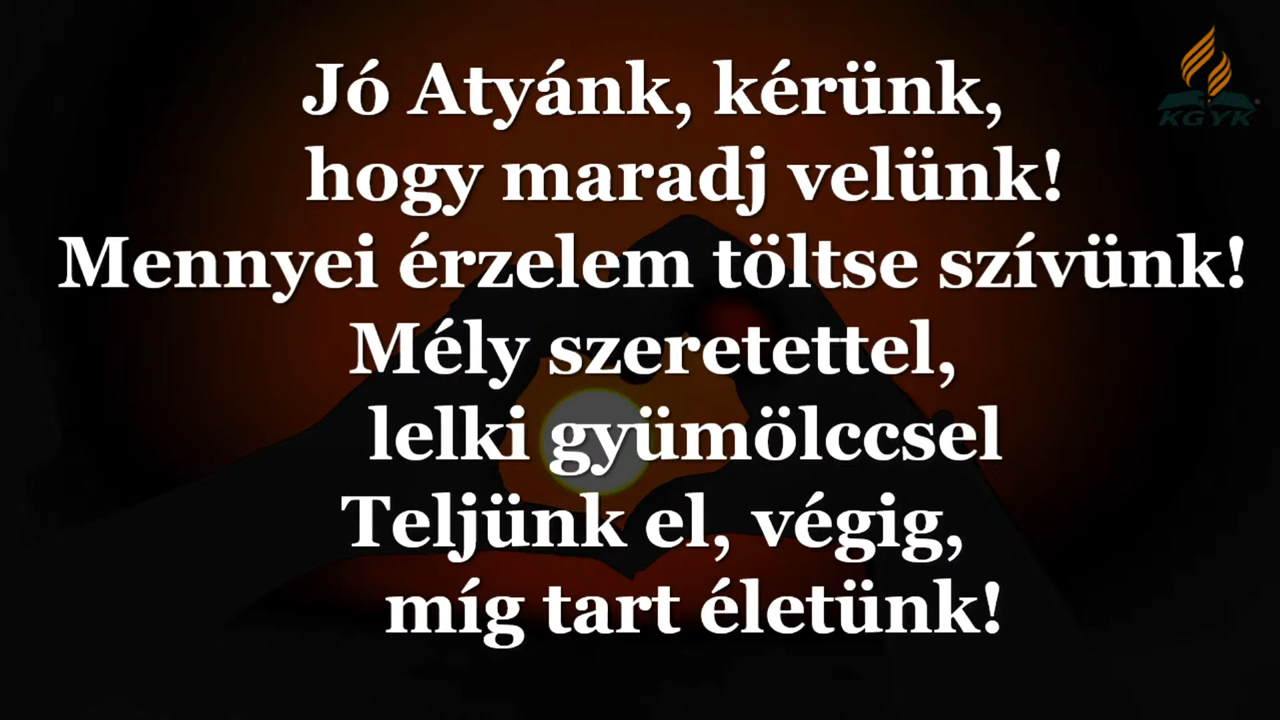 KGYK
Jó Atyánk, kérünk,
hogy maradj velünk!
Mennyei érzelem töltse szívünk!
Mély szeretettel,
lelki gyümölccsel
Teljünk el, végig,
míg tart életünk!